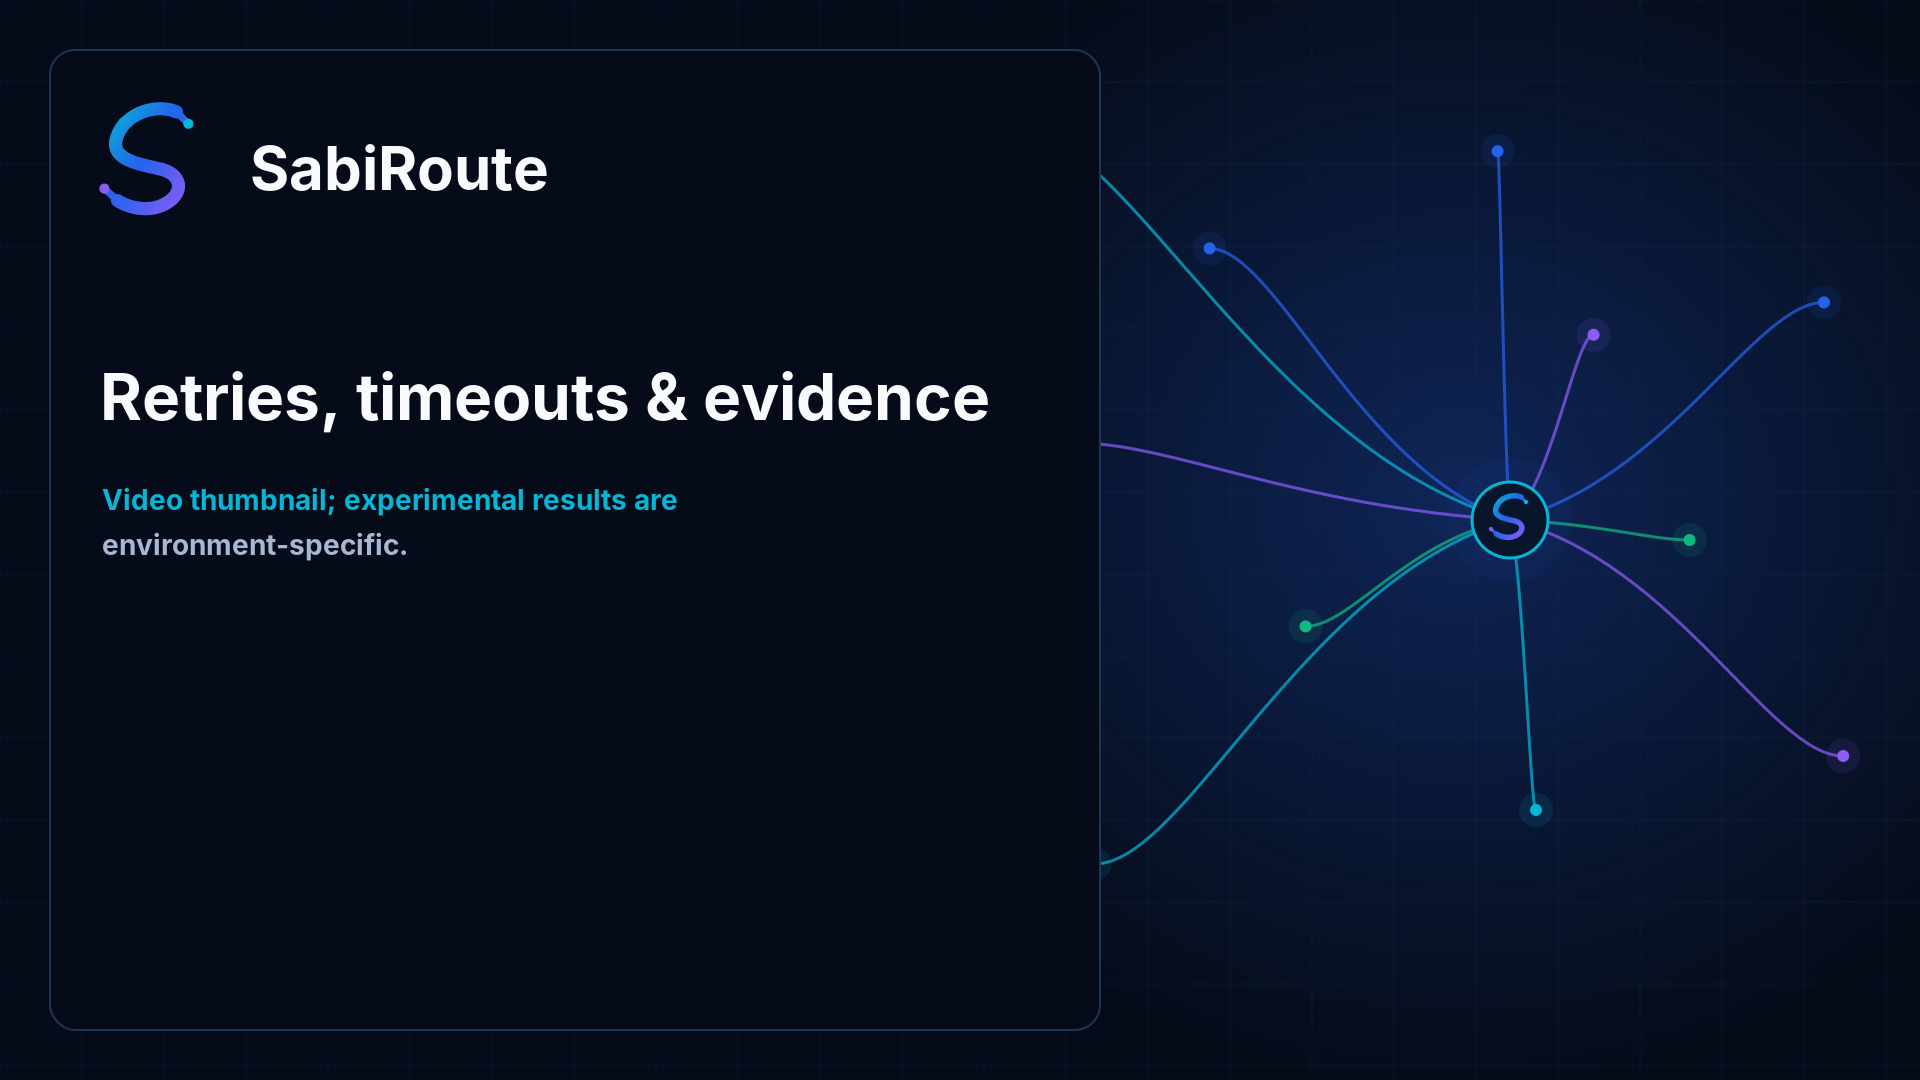 SabiRoute
Retries, timeouts & evidence
Video thumbnail; experimental results are
environment-specific.